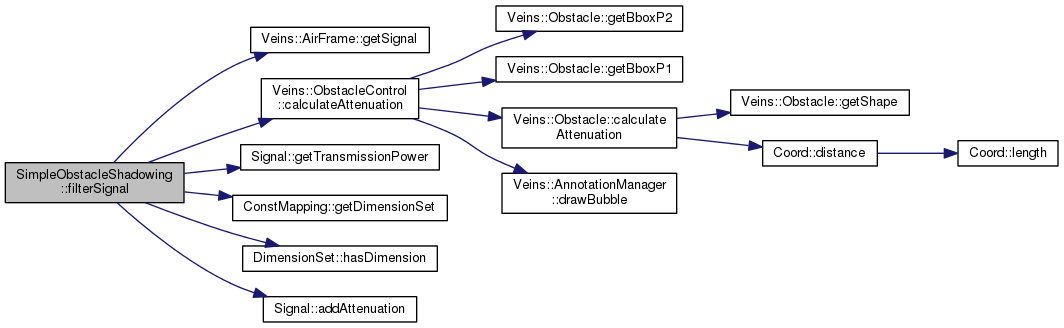 SimpleObstacleShadowing
::filterSignal
Veins::AirFrame::getSignal
Veins::ObstacleControl
::calculateAttenuation
Signal::getTransmissionPower
ConstMapping::getDimensionSet
DimensionSet::hasDimension
Signal::addAttenuation
Veins::Obstacle::getBboxP2
Veins::Obstacle::getBboxP1
Veins::Obstacle::calculate
Attenuation
Veins::AnnotationManager
::drawBubble
Veins::Obstacle::getShape
Coord::distance
Coord::length